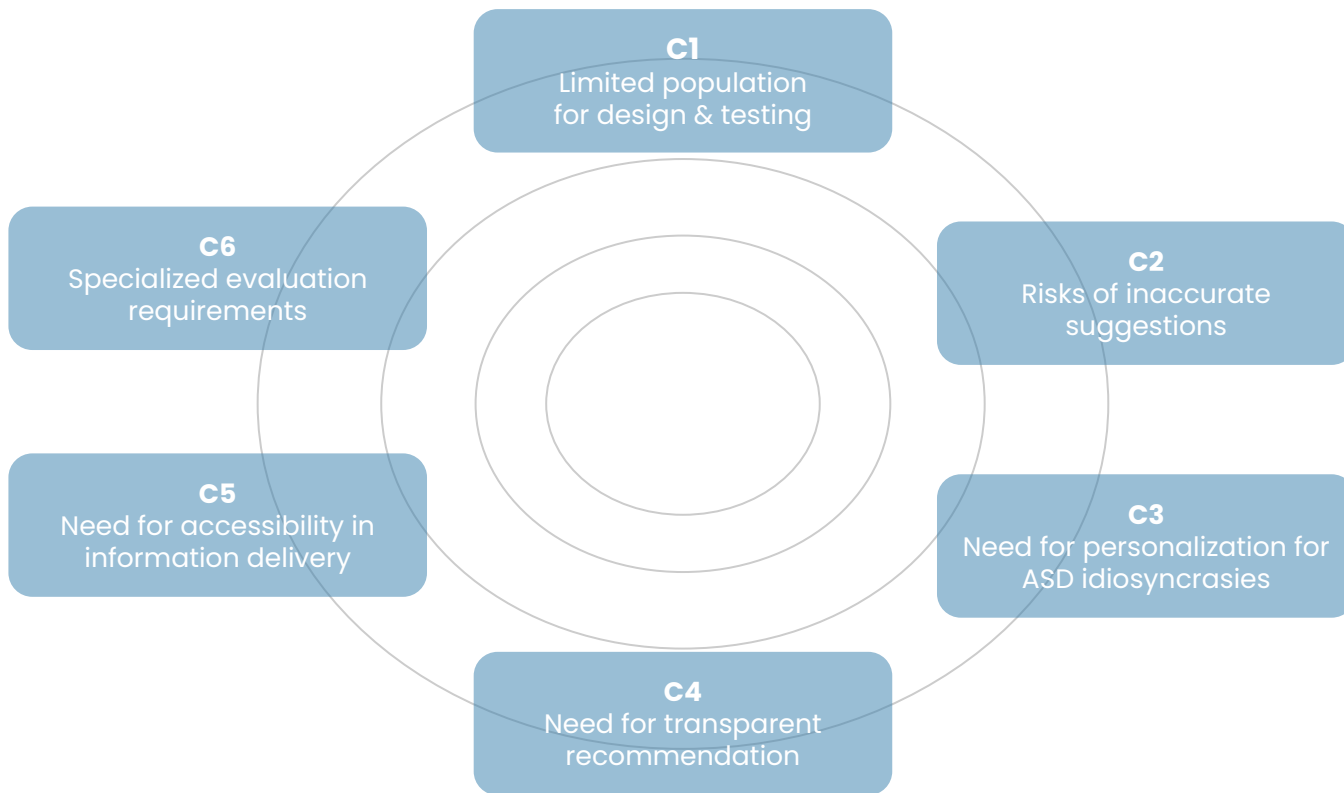 C1
Limited population
for design & testing
C2
Risks of inaccurate
suggestions
C3
Need for personalization for
ASD idiosyncrasies
C4
Need for transparent
recommendation
C5
Need for accessibility in
information delivery
C6
Specialized evaluation
requirements